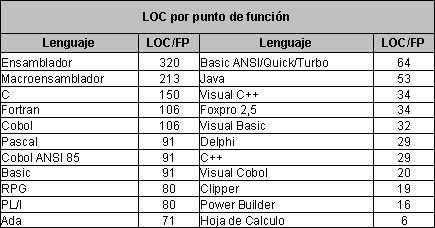 LOC por punto de función
Lenguaje LOC/FP Lenguaje LOC/FP
Ensamblador 320 Basic ANSI/Quick/Turbo 64
Macroensamblador 213 Java 53
C 150 Visual C++ 34
Fortran 106 Foxpro 2,5 34
Cobol 106 Visual Basic 32
Pascal 91 Delphi 29
Cobol ANSI 85 91 C++ 29
Basic 91 Visual Cobol 20
RPG 80 Clipper 19
PL/I 80 Power Builder 16
Ada 71 Hoja de Calculo 6